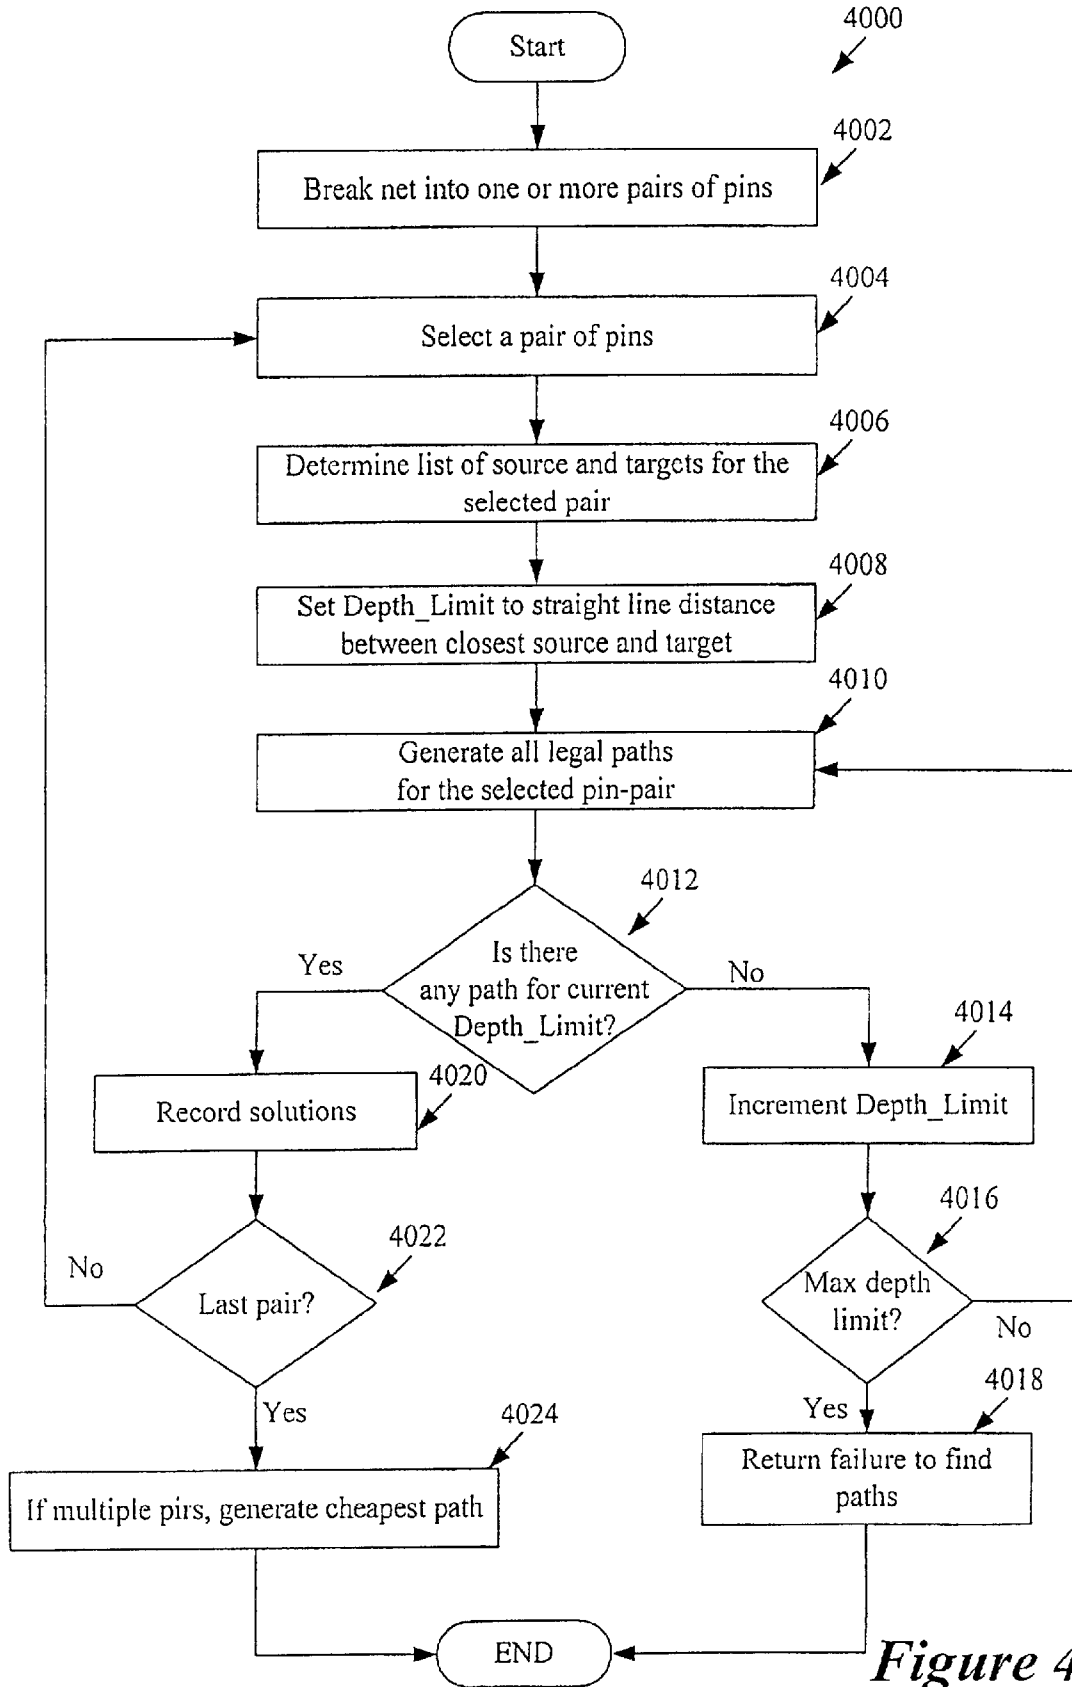 4000
Start
4002
Break net into one or more pairs of pins
4004
Select a pair of pins
4006
Determine list of source and targets for the
selected pair
4008
Set Depth_Limit to straight line distance
between closest source and target
4010
Generate all legal paths
for the selected pin-pair
4012
Is there
any path for current
Depth_Limit?
Yes
No
4014
4020
Record solutions
Increment Depth_Limit
4016
4022
No
Last pair?
Max depth
limit?
No
Yes
4018
Yes
4024
Return failure to find
paths
If multiple pirs, generate cheapest path
END
Figure 4